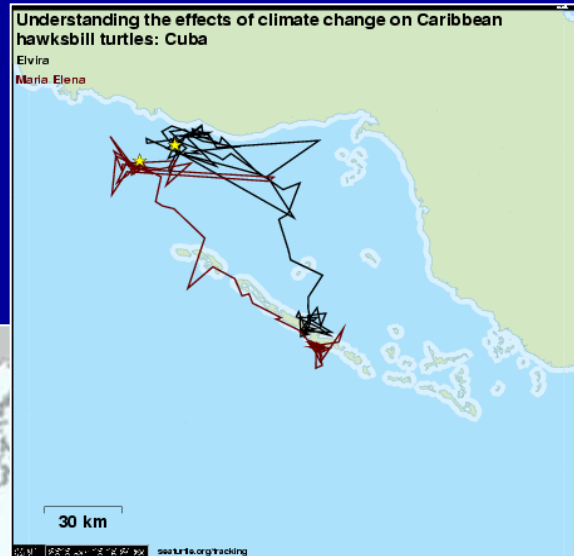 Understanding the effects of climate change on Caribbean
hawksbill turtles: Cuba
Elvira
Maria Elena
30 km
seaturtle.org/tracking